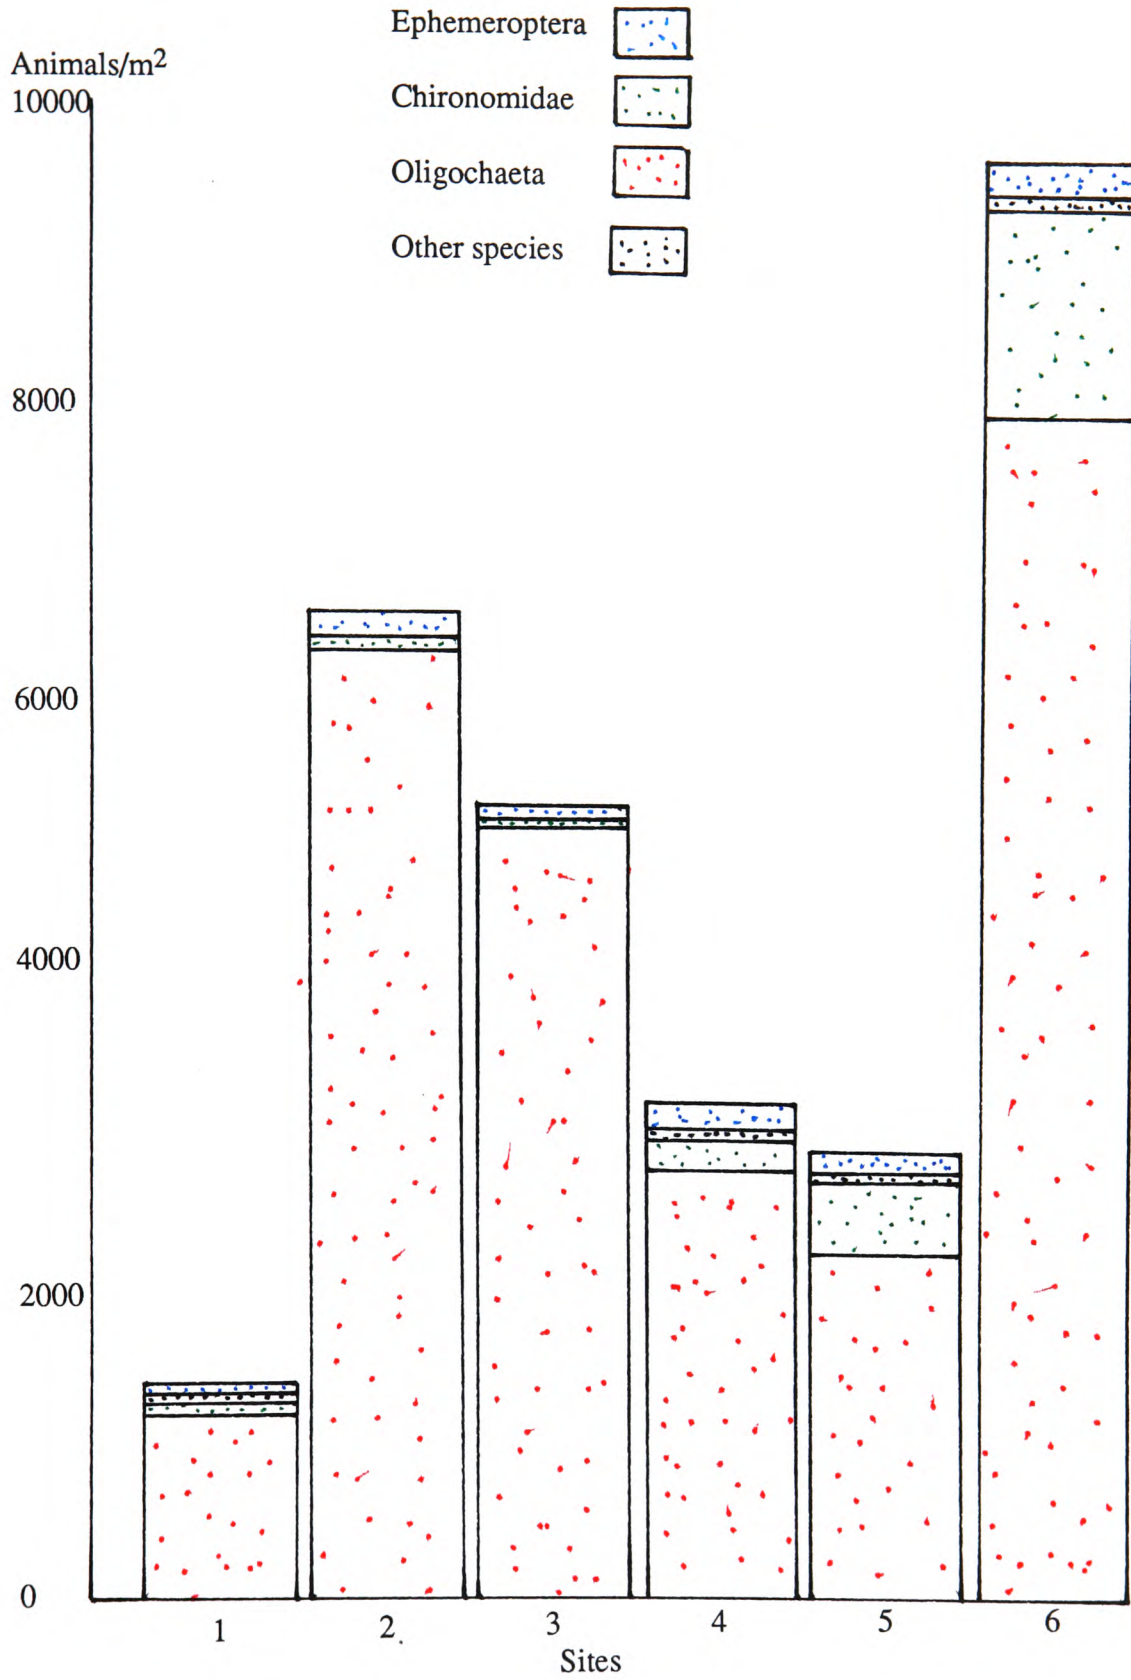 Ephemeroptera
Animals/m2
10000
Chironomidae
Oligochaeta
Other species
8000
6000
4000
2000
0
1
2
3
4
5
6
Sites